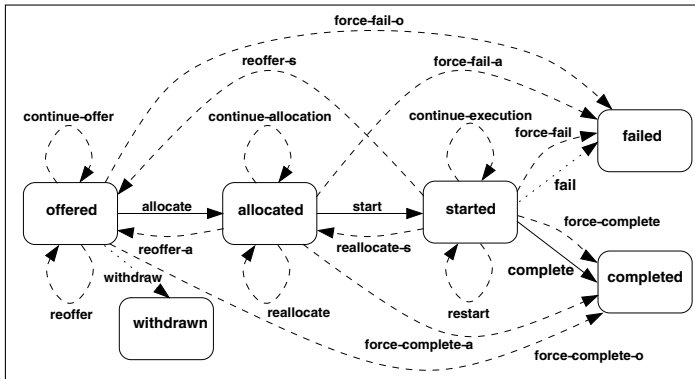 force-fail-o
reoffer-s
force-fail-a
continue-offer
continue-allocation
continue-execution
force-fail
failed
fail
offered
allocate
allocated
start
started
force-complete
reoffer-a
reallocate-s
withdraw
complete
completed
reoffer
withdrawn
reallocate
restart
force-complete-a
force-complete-o